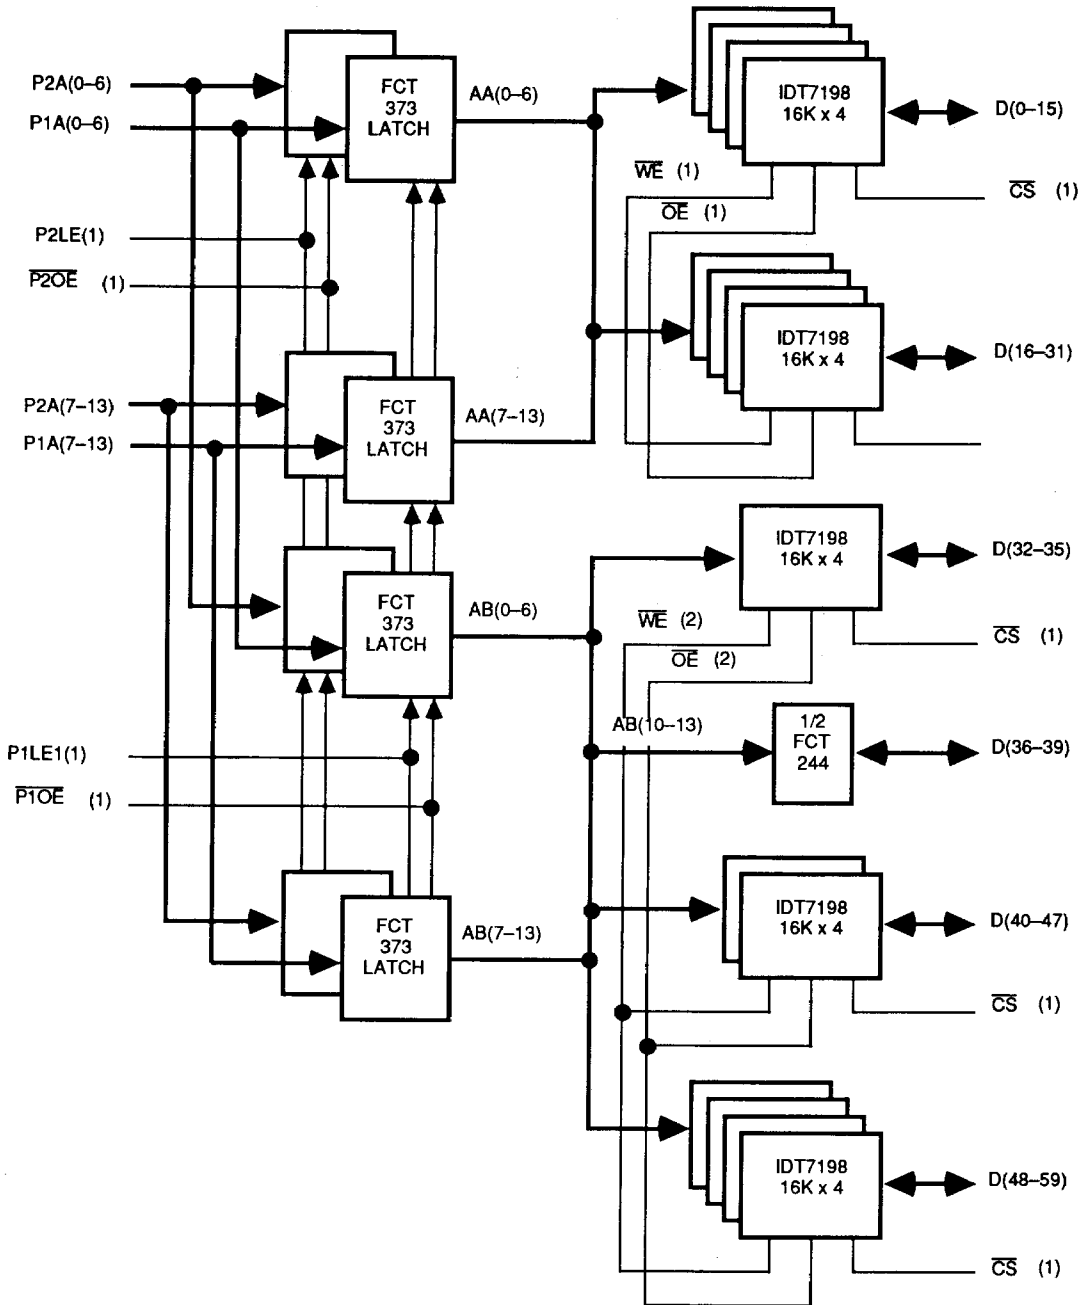 P2A(0–6)
P1A(0–6)
FCT
373
LATCH
AA(0–6)
IDT7198
16K x 4
D(0–15)
WE (1)
OE (1)
CS (1)
P2LE(1)
P2OE (1)
IDT7198
16K x 4
D(16–31)
P2A(7–13)
P1A(7–13)
FCT
373
LATCH
AA(7–13)
IDT7198
16K x 4
D(32–35)
FCT
373
LATCH
AB(0–6)
WE (2)
OE (2)
CS (1)
P1LE1(1)
P1OE (1)
AB(10–13)
1/2
FCT
244
D(36–39)
FCT
373
LATCH
AB(7–13)
IDT7198
16K x 4
D(40–47)
CS (1)
IDT7198
16K x 4
D(48–59)
CS (1)